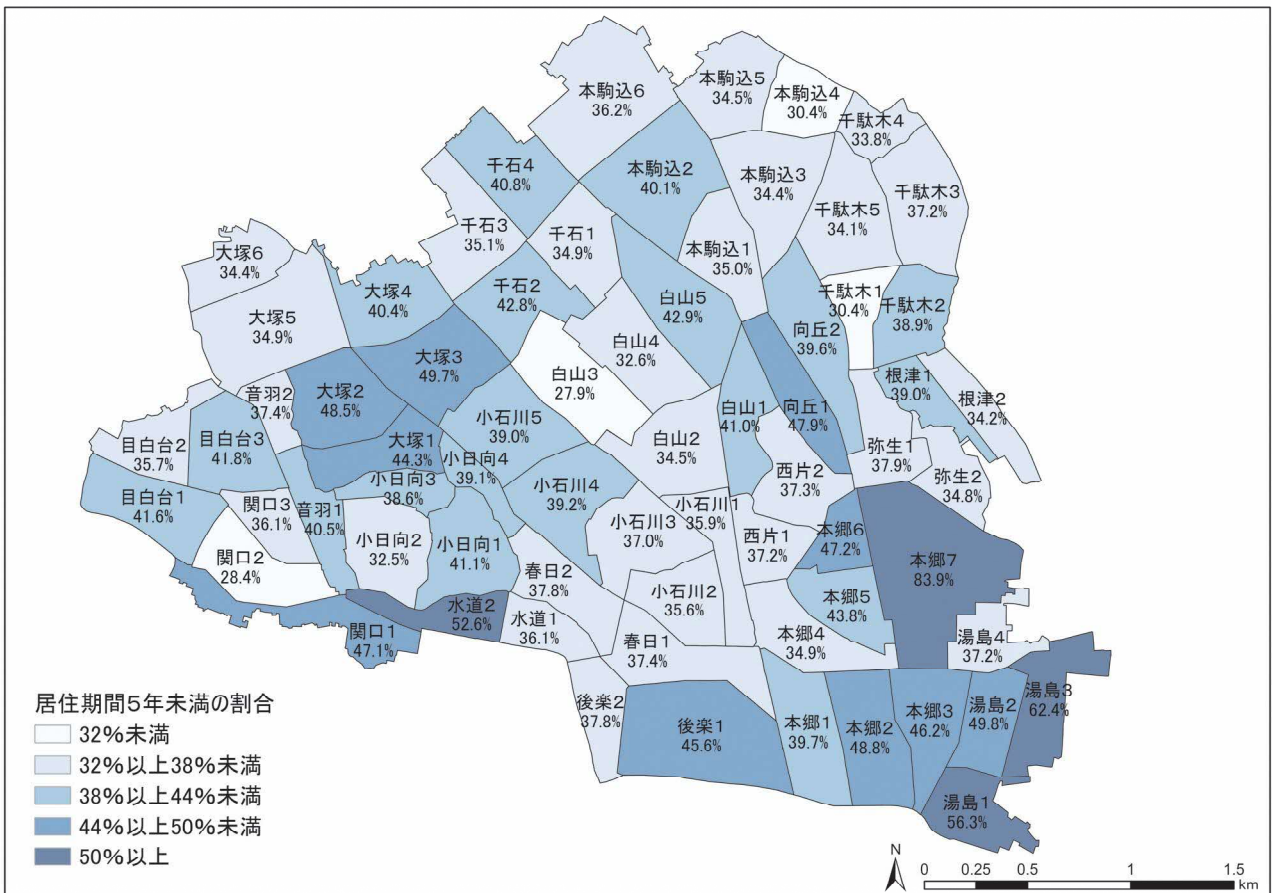 本駒込6
36.2%
本駒込5
34.5%
本駒込4
30.4%
千駄木4
33.8%
千石4
40.8%
本駒込2
40.1%
本駒込3
34.4%
千駄木3
37.2%
千駄木5
34.1%
千石3
35.1%
千石1
34.9%
本駒込1
35.0%
大塚6
34.4%
大塚4
40.4%
千石2
42.8%
白山5
42.9%
千駄木1
30.4%
千駄木2
38.9%
大塚5
34.9%
白山4
32.6%
向丘2
39.6%
大塚3
49.7%
白山3
27.9%
根津1
39.0%
根津2
34.2%
音羽2
37.4%
大塚2
48.5%
小石川5
39.0%
白山1
41.0%
向丘1
47.9%
目白台2
35.7%
目白台3
41.8%
大塚1
44.3%
小日向4
39.1%
白山2
34.5%
弥生1
37.9%
西片2
37.3%
弥生2
34.8%
小日向3
38.6%
小石川4
39.2%
目白台1
41.6%
関口3
36.1%
音羽1
40.5%
小石川1
35.9%
小石川3
37.0%
西片1
37.2%
本郷6
47.2%
小日向2
32.5%
小日向1
41.1%
関口2
28.4%
本郷7
83.9%
春日2
37.8%
小石川2
35.6%
本郷5
43.8%
水道2
52.6%
水道1
36.1%
関口1
47.1%
春日1
37.4%
本郷4
34.9%
湯島4
37.2%
後楽2
37.8%
後楽1
45.6%
本郷1
39.7%
本郷2
48.8%
本郷3
46.2%
湯島2
49.8%
湯島3
62.4%
湯島1
56.3%
居住期間5年未満の割合
32%未満
32%以上38%未満
38%以上44%未満
44%以上50%未満
50%以上
N
0 0.25 0.5 1 1.5
km